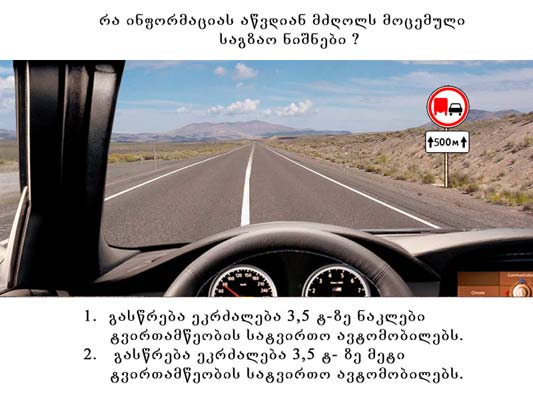 რა ინფორმაციას აწვდიან მძღოლს მოცემული
საგზაო ნიშნები ?
↑500м↑
1. გასწრება ეკრძალება 3,5 ტ-ზე ნაკლები
ტვირთამწეობის სატვირთო ავტომობილებს.
2. გასწრება ეკრძალება 3,5 ტ- ზე მეტი
ტვირთამწეობის სატვირთო ავტომობილებს.